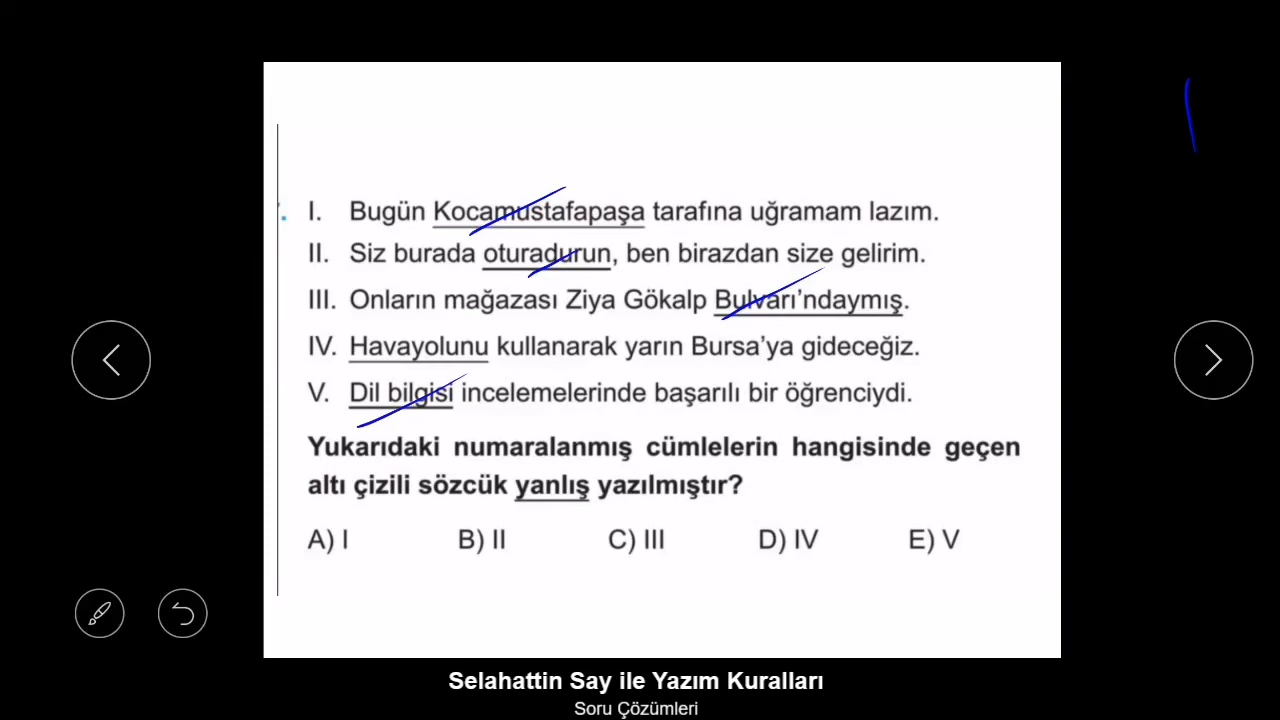 I. Bugün Kocamustafapaşa tarafına uğramam lazım.
II. Siz burada oturadurun, ben birazdan size gelirim.
III. Onların mağazası Ziya Gökalp Bulvarı’ndaymış.
IV. Havayolunu kullanarak yarın Bursa’ya gideceğiz.
V. Dil bilgisi incelemelerinde başarılı bir öğrenciydi.
Yukarıdaki numaralanmış cümlelerin hangisinde geçen
altı çizili sözcük yanlış yazılmıştır?
A) I B) II C) III D) IV E) V
Selahattin Say ile Yazım Kuralları
Soru Çözümleri